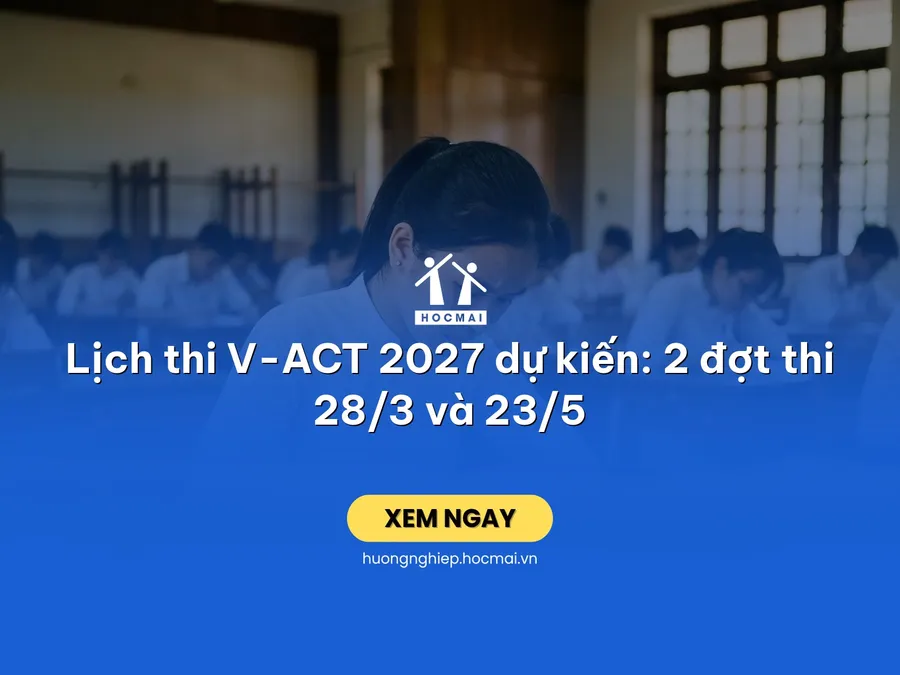 HOCMAI
Lịch thi V-ACT 2027 dự kiến: 2 đợt thi
28/3 và 23/5
XEM NGAY
huongnghiep.hocmai.vn